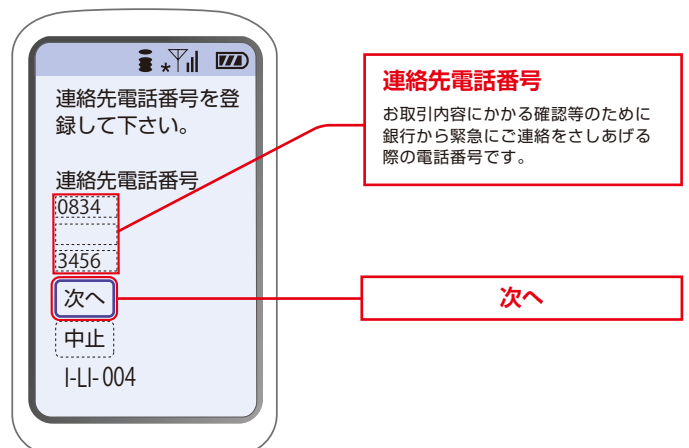 連絡先電話番号を登
録して下さい。
連絡先電話番号
0834
3456
次へ
中止
I-LI-004
連絡先電話番号
お取引内容にかかる確認等のために
銀行から緊急にご連絡をさしあげる
際の電話番号です。
次へ